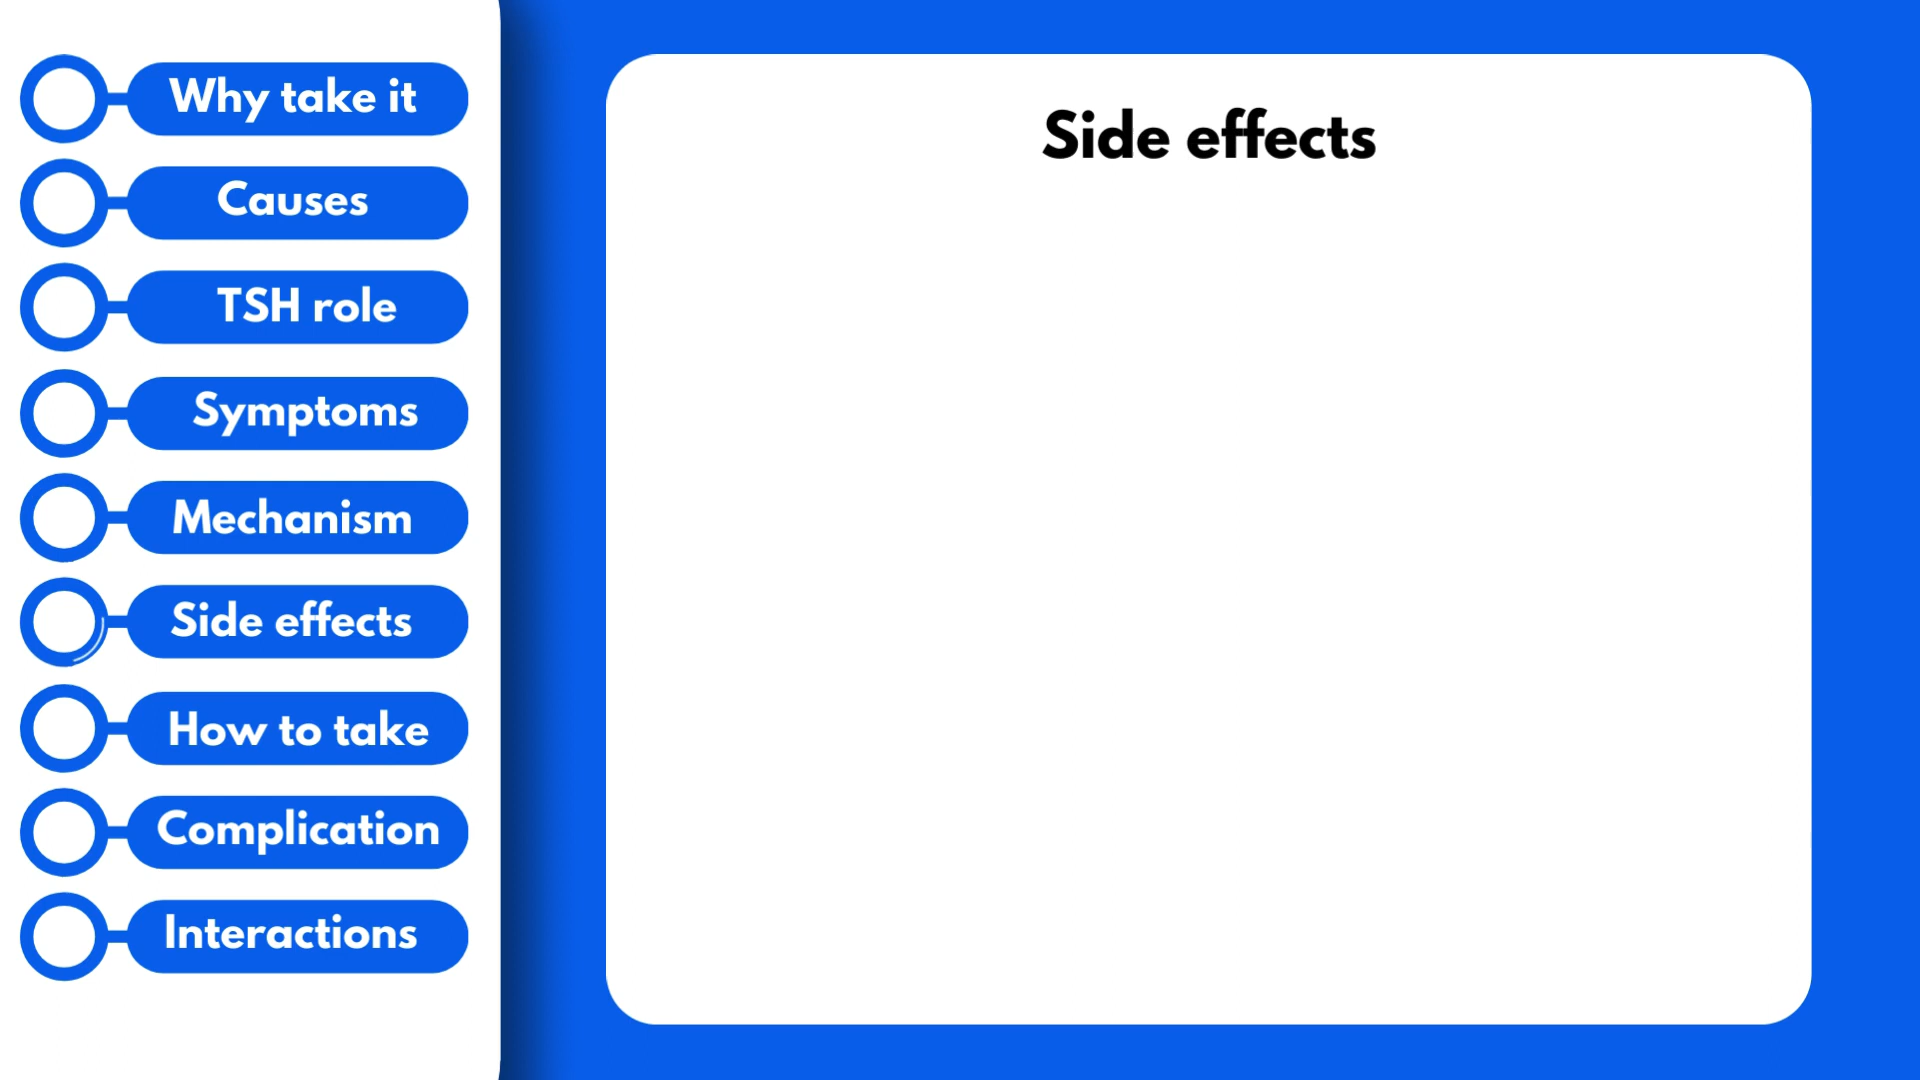 Why take it
Causes
TSH role
Symptoms
Mechanism
Side effects
How to take
Complication
Interactions
Side effects